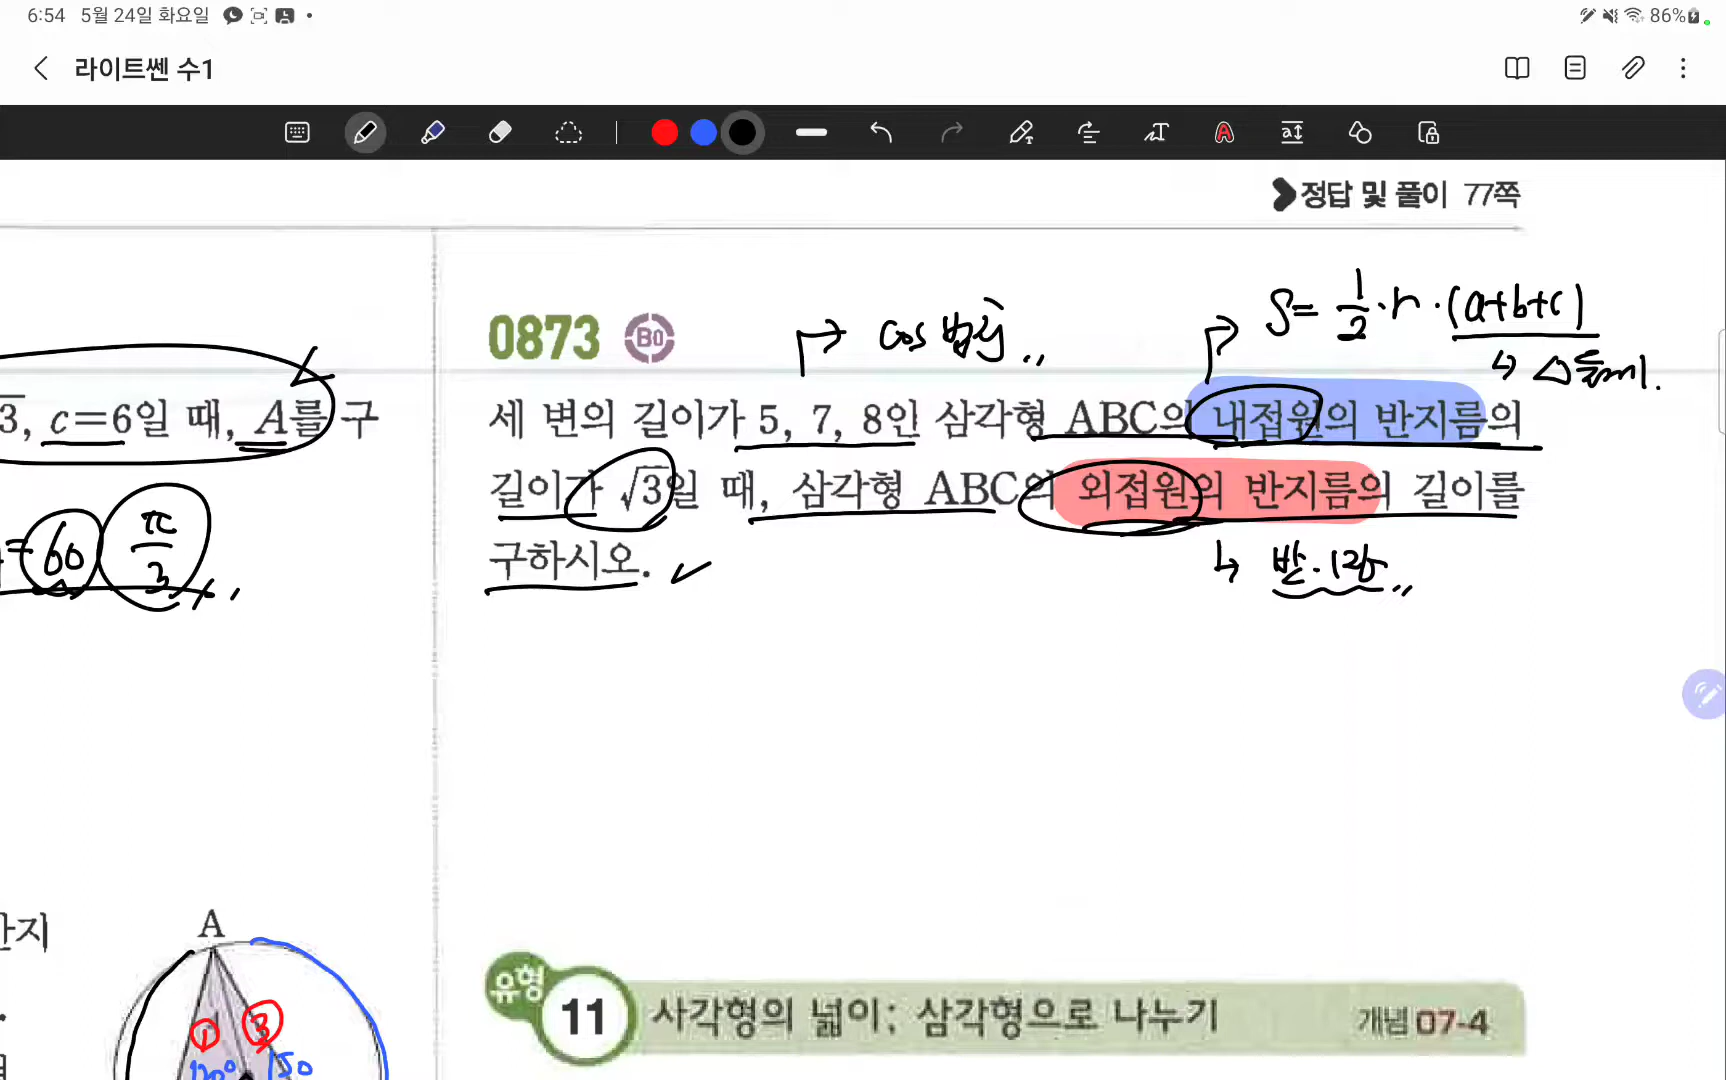 6:54 5월 24일 화요일
86%
라이트쎈 수1
정답 및 풀이 77쪽
3, c=6일 때, A를 구
=60 π/3
0873
cos 법칙
S= 1/2 · r · (a+b+c)
↳ △둘레.
세 변의 길이가 5, 7, 8인 삼각형 ABC의 내접원의 반지름의
길이가 √3일 때, 삼각형 ABC의 외접원의 반지름의 길이를
구하시오.
A
① ③
120° 150
유형 11 사각형의 넓이; 삼각형으로 나누기 개념 07-4